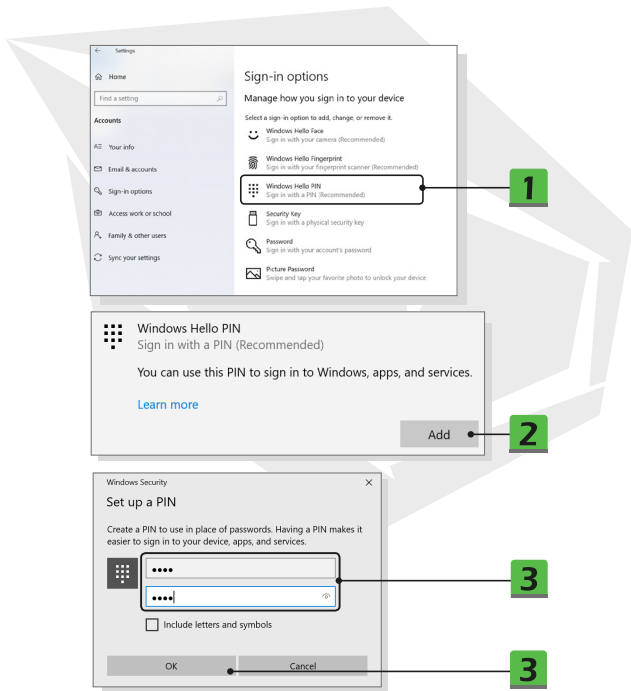 Settings
Home
Find a setting
Accounts
Your info
Email & accounts
Sign-in options
Access work or school
Family & other users
Sync your settings
Sign-in options
Manage how you sign in to your device
Select a sign-in option to add, change, or remove it.
Windows Hello Face
Sign in with your camera (Recommended)
Windows Hello Fingerprint
Sign in with your fingerprint scanner (Recommended)
Windows Hello PIN
Sign in with a PIN (Recommended)
1
Security Key
Sign in with a physical security key
Password
Sign in with your account's password
Picture Password
Swipe and tap your favorite photo to unlock your device
Windows Hello PIN
Sign in with a PIN (Recommended)
You can use this PIN to sign in to Windows, apps, and services.
Learn more
Add
2
Windows Security
Set up a PIN
Create a PIN to use in place of passwords. Having a PIN makes it
easier to sign in to your device, apps, and services.
3
Include letters and symbols
OK
Cancel
3